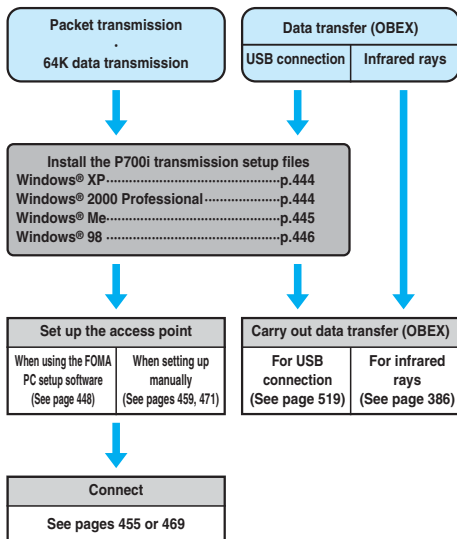 Packet transmission
·
64K data transmission
Data transfer (OBEX)
USB connection
Infrared rays
Install the P700i transmission setup files
Windows® XP·····················································p.444
Windows® 2000 Professional······················p.444
Windows® Me···················································p.445
Windows® 98 ···················································p.446
Set up the access point
When using the FOMA
PC setup software
(See page 448)
When setting up
manually
(See pages 459, 471)
Carry out data transfer (OBEX)
For USB
connection
(See page 519)
For infrared
rays
(See page 386)
Connect
See pages 455 or 469